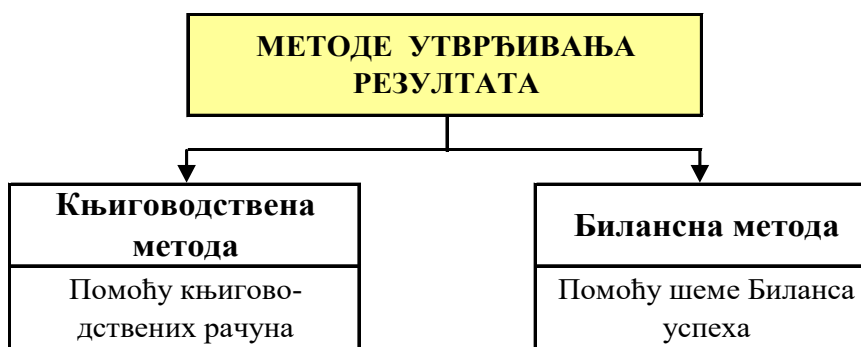 МЕТОДЕ УТВРЂИВАЊА
РЕЗУЛТАТА
Књиговодствена
метода
Помоћу књигово-
дствених рачуна
Билансна метода
Помоћу шеме Биланса
успеха